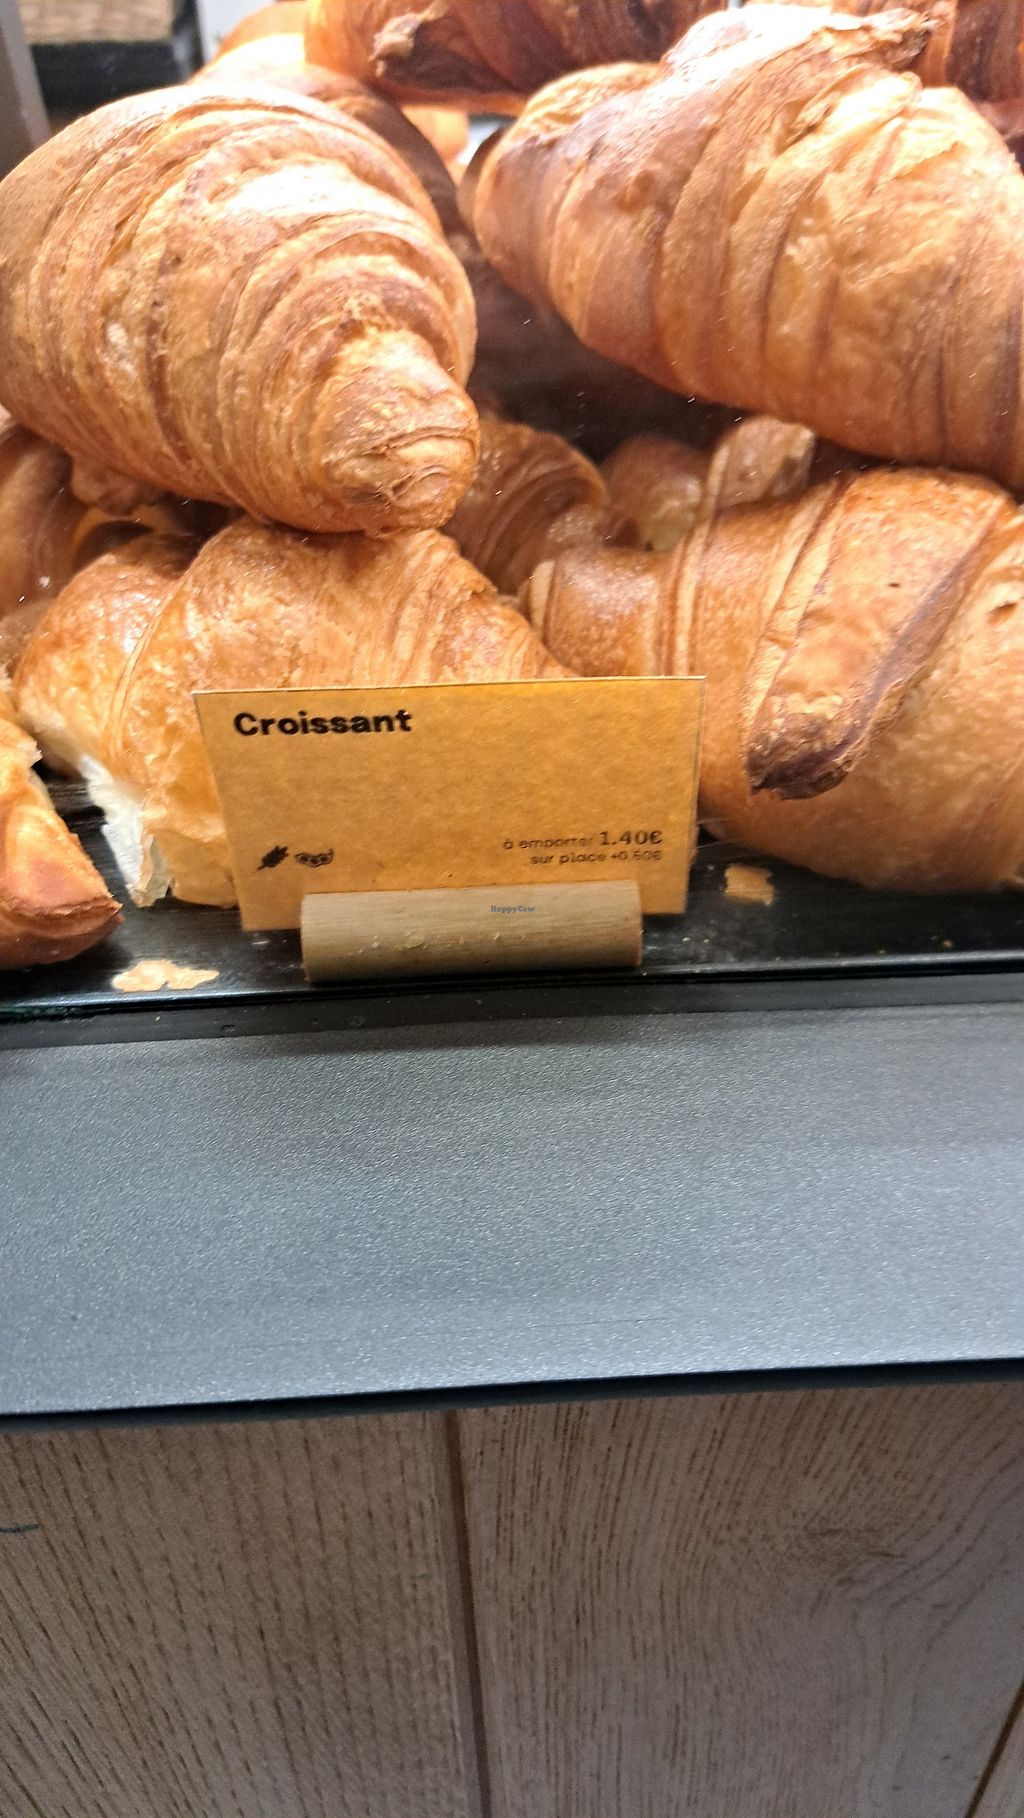 Croissant
à emporter 1.40€
sur place +0.50€
HappyCow